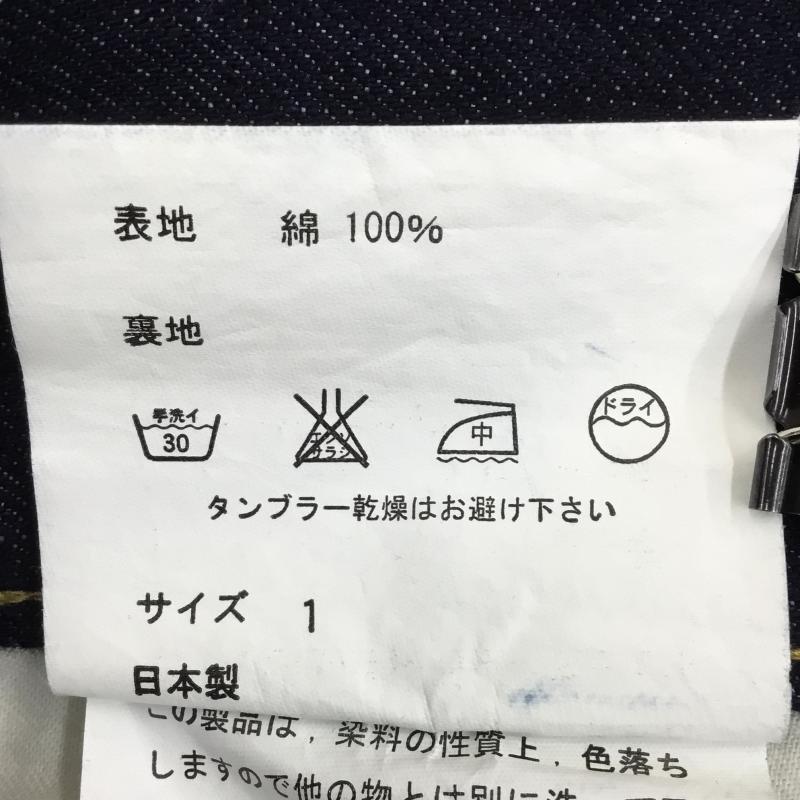 表地 綿 100%
裏地
手洗イ
30
エンソ
サラシ
中
ドライ
タンブラー乾燥はお避け下さい
サイズ 1
日本製
この製品は,染料の性質上,色落ち
しますので他の物とは別に洗